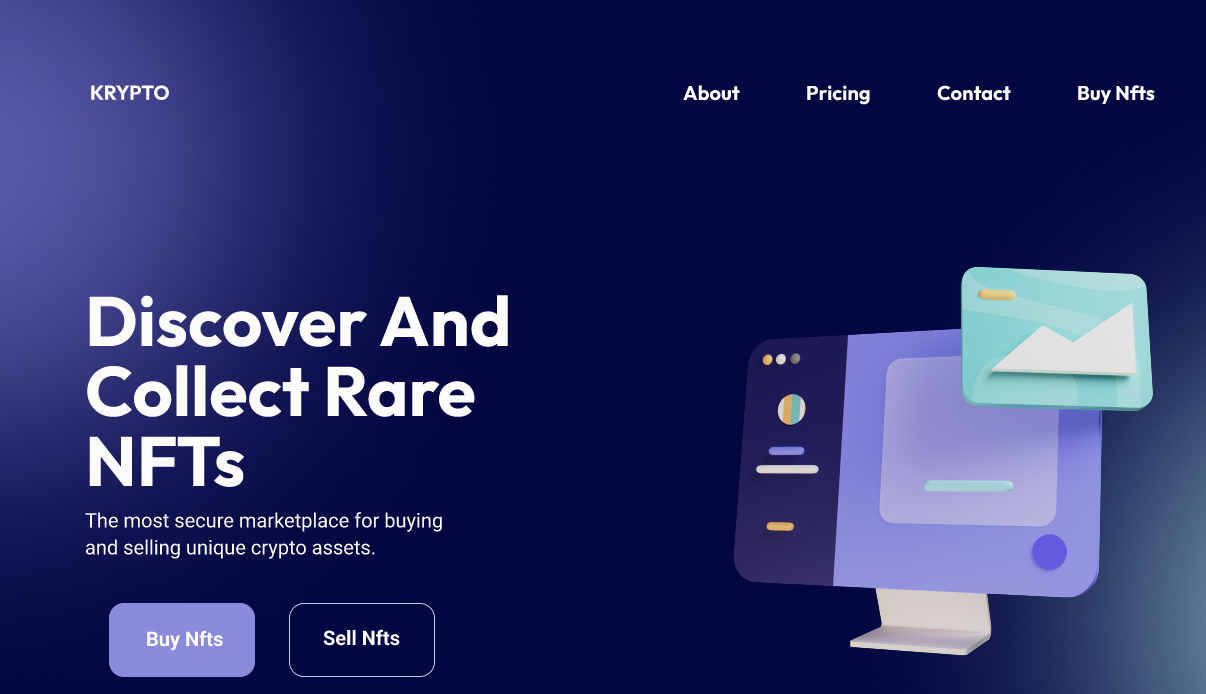 KRYPTO
About
Pricing
Contact
Buy Nfts
Discover And
Collect Rare
NFTs
The most secure marketplace for buying
and selling unique crypto assets.
Buy Nfts
Sell Nfts